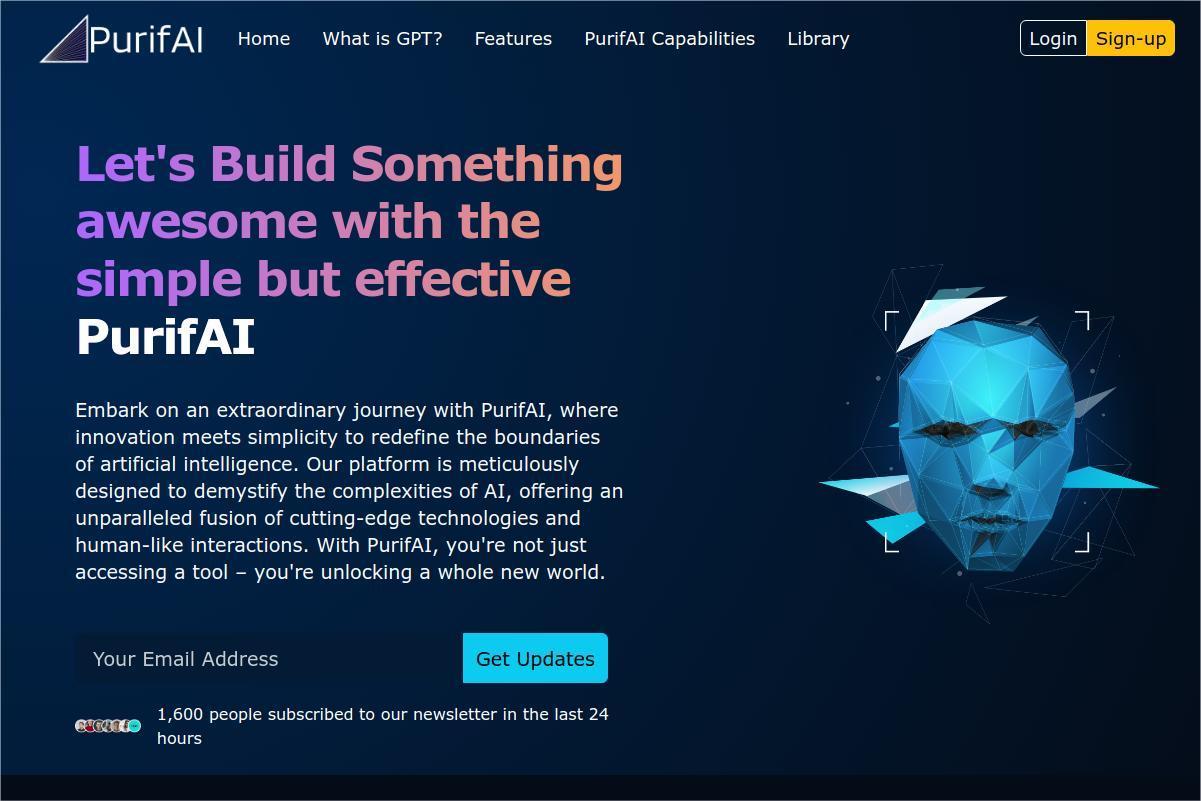 PurifAI
Home
What is GPT?
Features
PurifAI Capabilities
Library
Login
Sign-up
Let's Build Something
awesome with the
simple but effective
PurifAI
Embark on an extraordinary journey with PurifAI, where
innovation meets simplicity to redefine the boundaries
of artificial intelligence. Our platform is meticulously
designed to demystify the complexities of AI, offering an
unparalleled fusion of cutting-edge technologies and
human-like interactions. With PurifAI, you're not just
accessing a tool – you're unlocking a whole new world.
Your Email Address
Get Updates
1,600 people subscribed to our newsletter in the last 24
hours